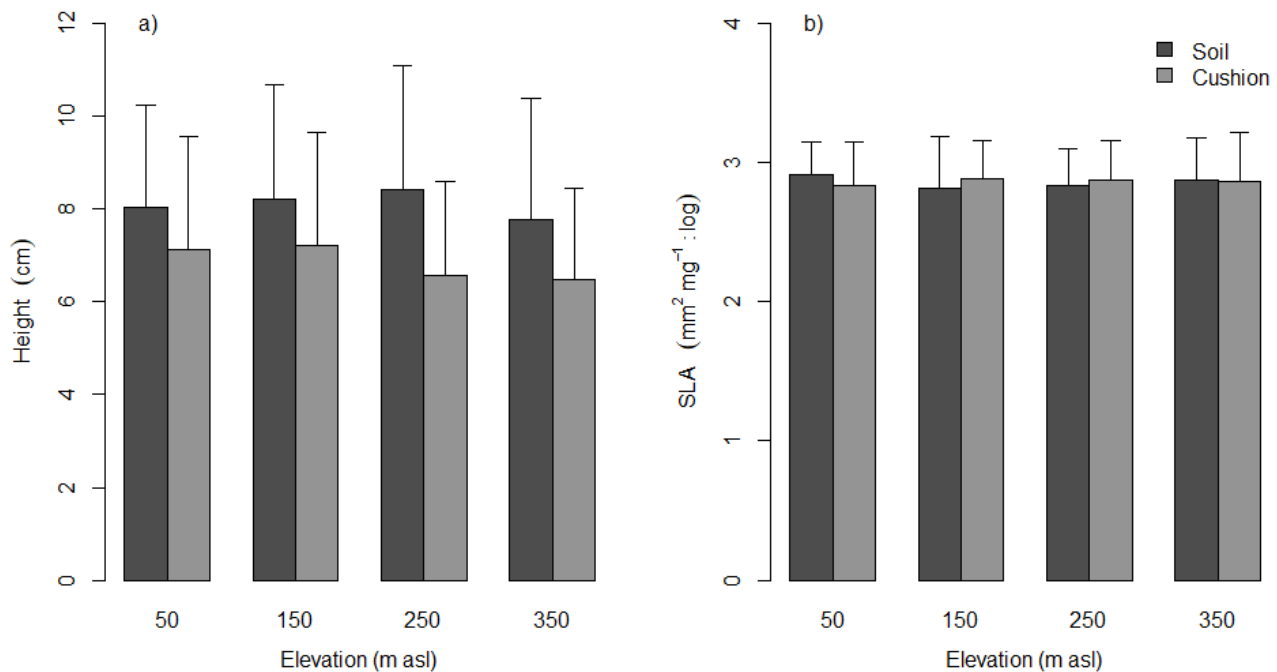 a)
12
10
8
6
4
2
0
Height (cm)
50 150 250 350
Elevation (m asl)
b)
Soil
Cushion
4
3
2
1
0
SLA (mm² mg⁻¹ : log)
50 150 250 350
Elevation (m asl)